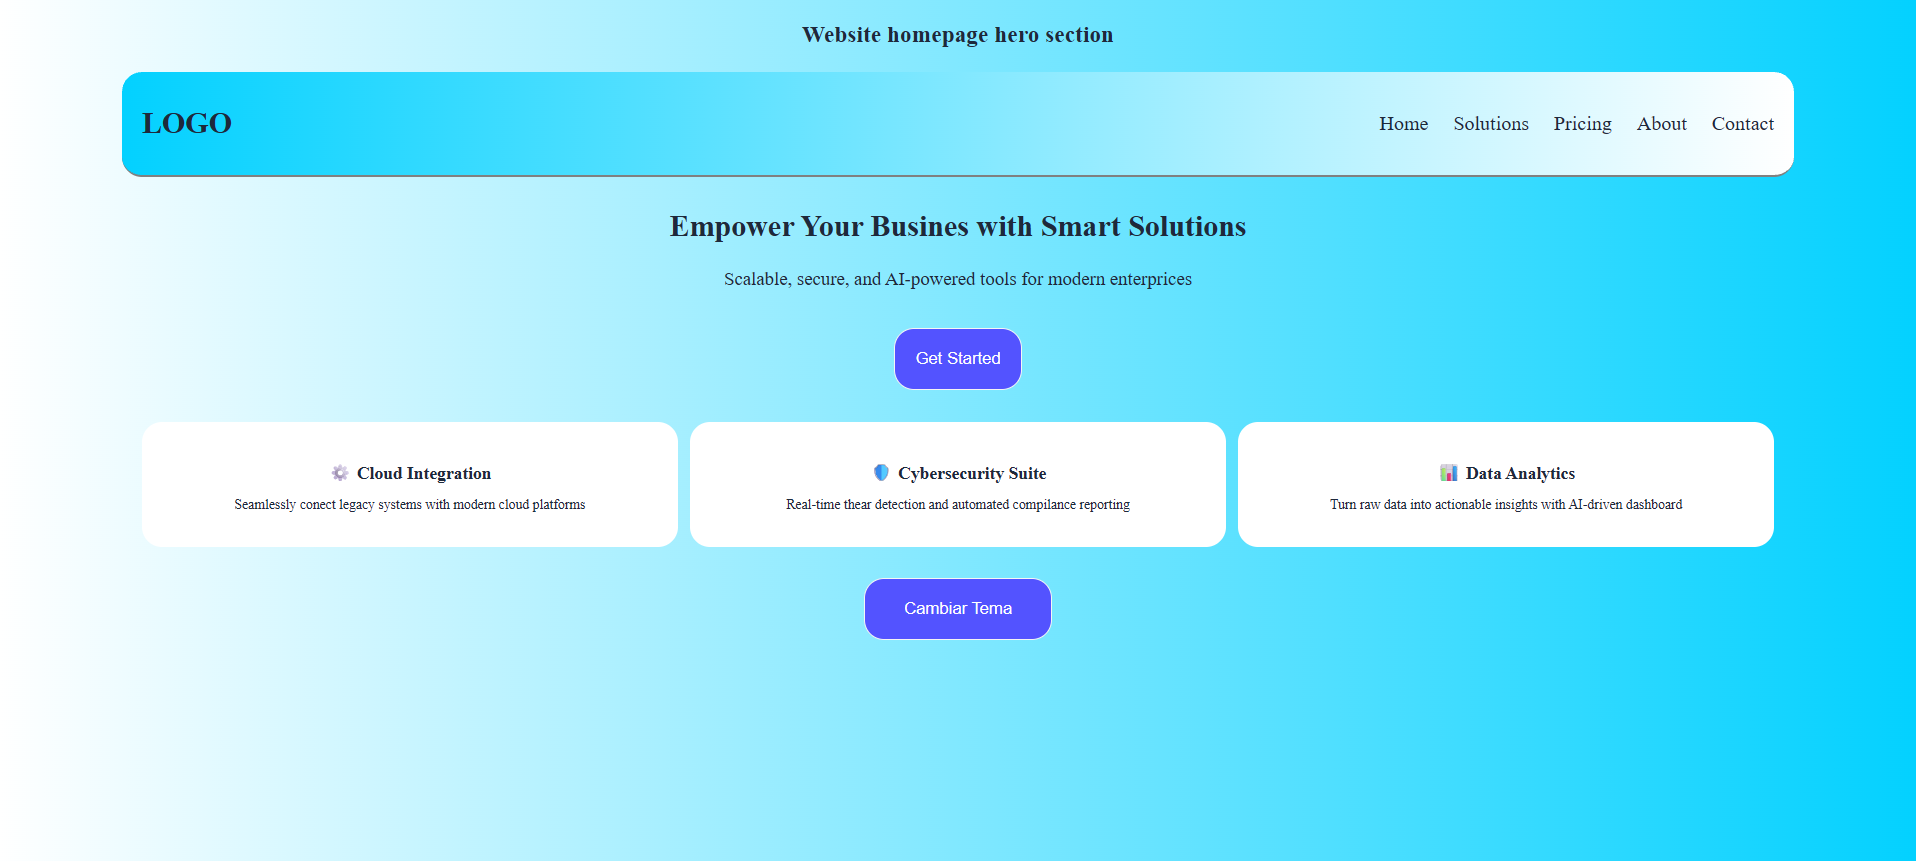 Website homepage hero section
LOGO
Home Solutions Pricing About Contact
Empower Your Busines with Smart Solutions
Scalable, secure, and AI-powered tools for modern enterprices
Get Started
Cloud Integration
Seamlessly conect legacy systems with modern cloud platforms
Cybersecurity Suite
Real-time thear detection and automated compilance reporting
Data Analytics
Turn raw data into actionable insights with AI-driven dashboard
Cambiar Tema